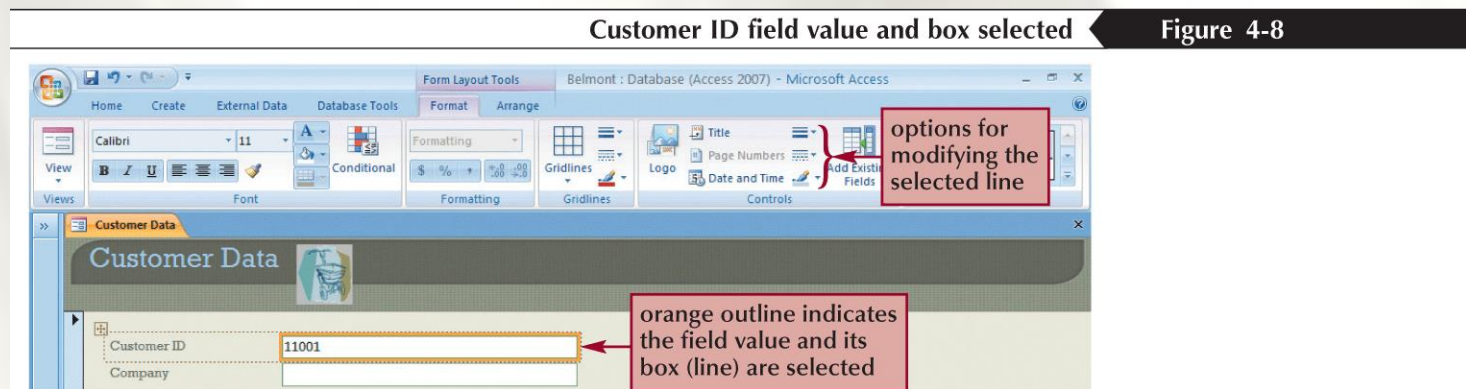 Customer ID field value and box selected
Figure 4-8
Form Layout Tools
Belmont : Database (Access 2007) - Microsoft Access
Home Create External Data Database Tools Format Arrange
Calibri 11 A
Formatting
Title
Page Numbers
Date and Time
View
B I U
Conditional
$ % ,
Gridlines
Logo
Add Existin
Fields
options for
modifying the
selected line
Views Font Formatting Gridlines Controls
Customer Data
Customer Data
Customer ID 11001
Company
orange outline indicates
the field value and its
box (line) are selected